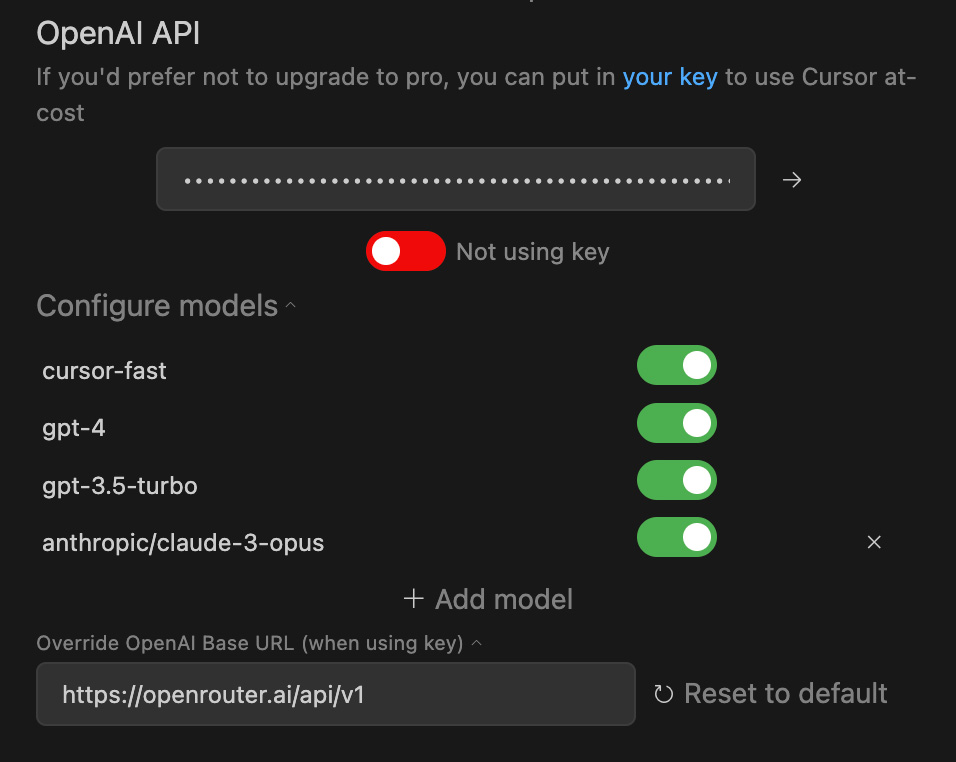 OpenAI API
If you'd prefer not to upgrade to pro, you can put in your key to use Cursor at-
cost
Not using key
Configure models
cursor-fast
gpt-4
gpt-3.5-turbo
anthropic/claude-3-opus
Add model
Override OpenAI Base URL (when using key)
https://openrouter.ai/api/v1
Reset to default